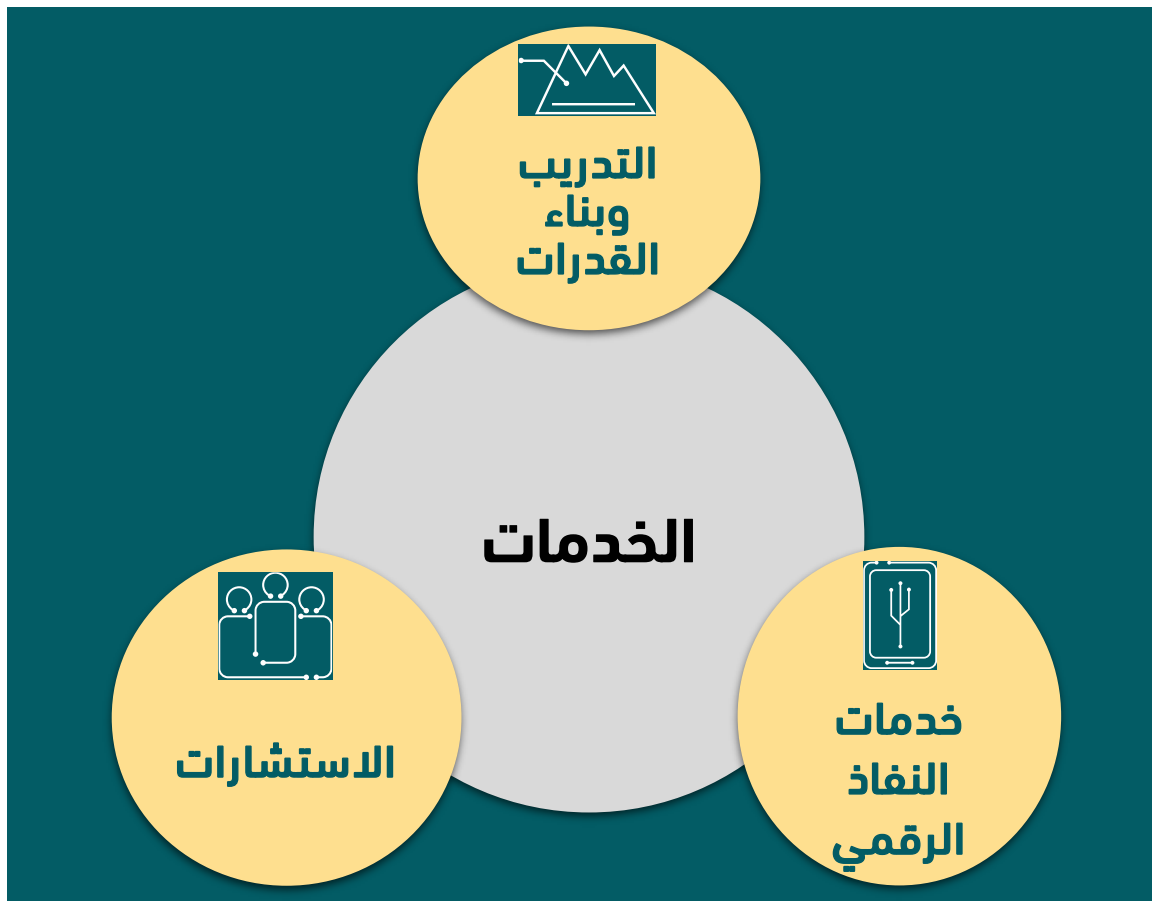 التدريب
وبناء
القدرات
الخدمات
خدمات
النفاذ
الرقمي
الاستشارات